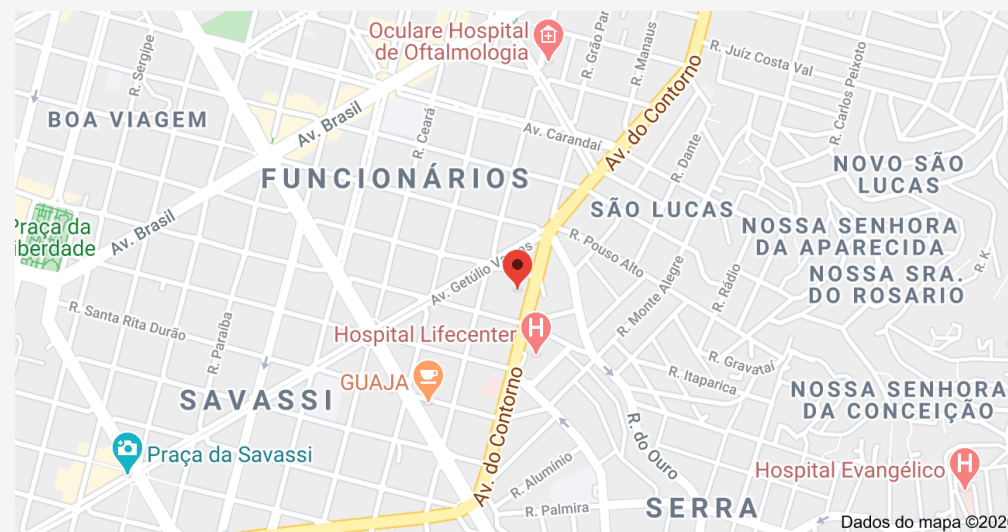 Oculare Hospital
de Oftalmologia
R. Grão Par
R. Manaus
R. Juíz Costa Val
R. Carlos Peixoto
R. Sergipe
BOA VIAGEM
Av. Brasil
R. Ceará
Av. Carandaí
Av. do Contorno
R. Dante
NOVO SÃO
LUCAS
FUNCIONÁRIOS
SÃO LUCAS
NOSSA SENHORA
DA APARECIDA
Praça da
iberdade
Av. Brasil
R. Pouso Alto
R. K
Av. Getúlio
R. Monte Alegre
R. Rádio
NOSSA SRA.
DO ROSARIO
R. Santa Rita Durão
R. Paraíba
Hospital Lifecenter
H
R. Gravataí
R. Itaparica
GUAJA
SAVASSI
NOSSA SENHORA
DA CONCEIÇÃO
Av. do Contorno
R. do Ouro
Praça da Savassi
R. Alumínio
Hospital Evangélico
H
R. Palmira
SERRA
Dados do mapa ©202